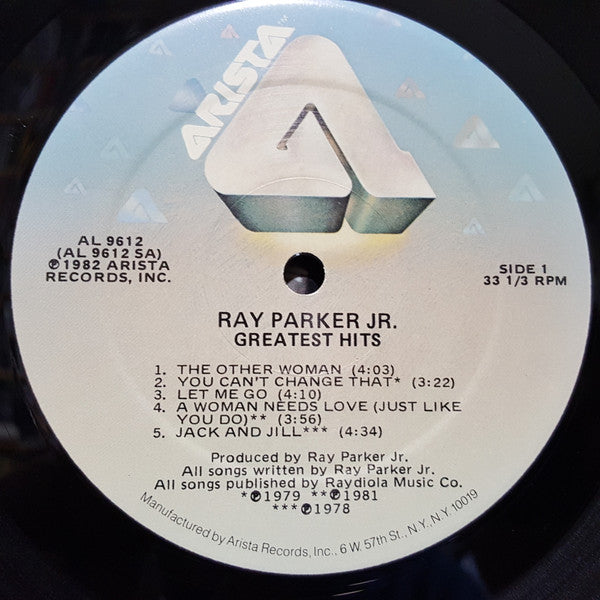 ARISTA™
AL 9612
(AL 9612 SA)
℗1982 ARISTA
RECORDS, INC.
SIDE 1
33 1/3 RPM
RAY PARKER JR.
GREATEST HITS
1. THE OTHER WOMAN (4:03)
2. YOU CAN'T CHANGE THAT* (3:22)
3. LET ME GO (4:10)
4. A WOMAN NEEDS LOVE (JUST LIKE
YOU DO)** (3:56)
5. JACK AND JILL*** (4:34)
Produced by Ray Parker Jr.
All songs written by Ray Parker Jr.
All songs published by Raydiola Music Co.
*℗1979 **℗1981
***℗1978
Manufactured by Arista Records, Inc., 6 W. 57th St., N.Y., N.Y. 10019